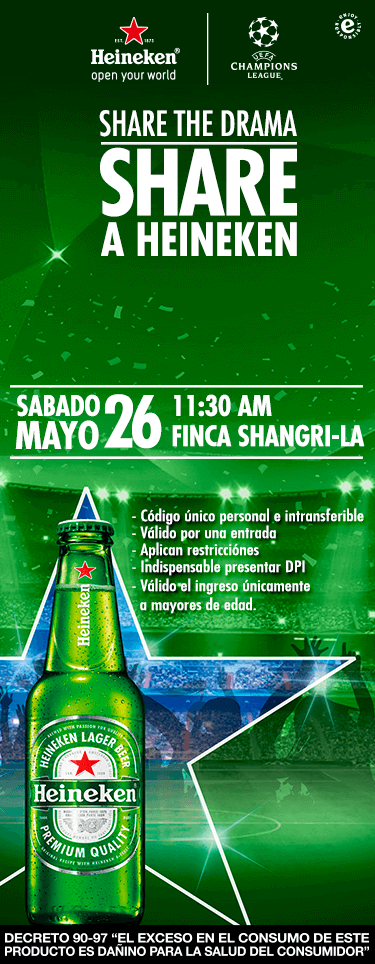 EST. 1873
Heineken®
open your world
UEFA
CHAMPIONS
LEAGUE®
ENJOY RESPONSIBLY
SHARE THE DRAMA
SHARE
A HEINEKEN
SABADO
MAYO 26
11:30 AM
FINCA SHANGRI-LA
- Código único personal e intransferible
- Válido por una entrada
- Aplican restricciónes
- Indispensable presentar DPI
- Válido el ingreso únicamente
a mayores de edad.
Heineken
HEINEKEN LAGER BEER
Heineken®
PREMIUM QUALITY
DECRETO 90-97 “EL EXCESO EN EL CONSUMO DE ESTE
PRODUCTO ES DAÑINO PARA LA SALUD DEL CONSUMIDOR”